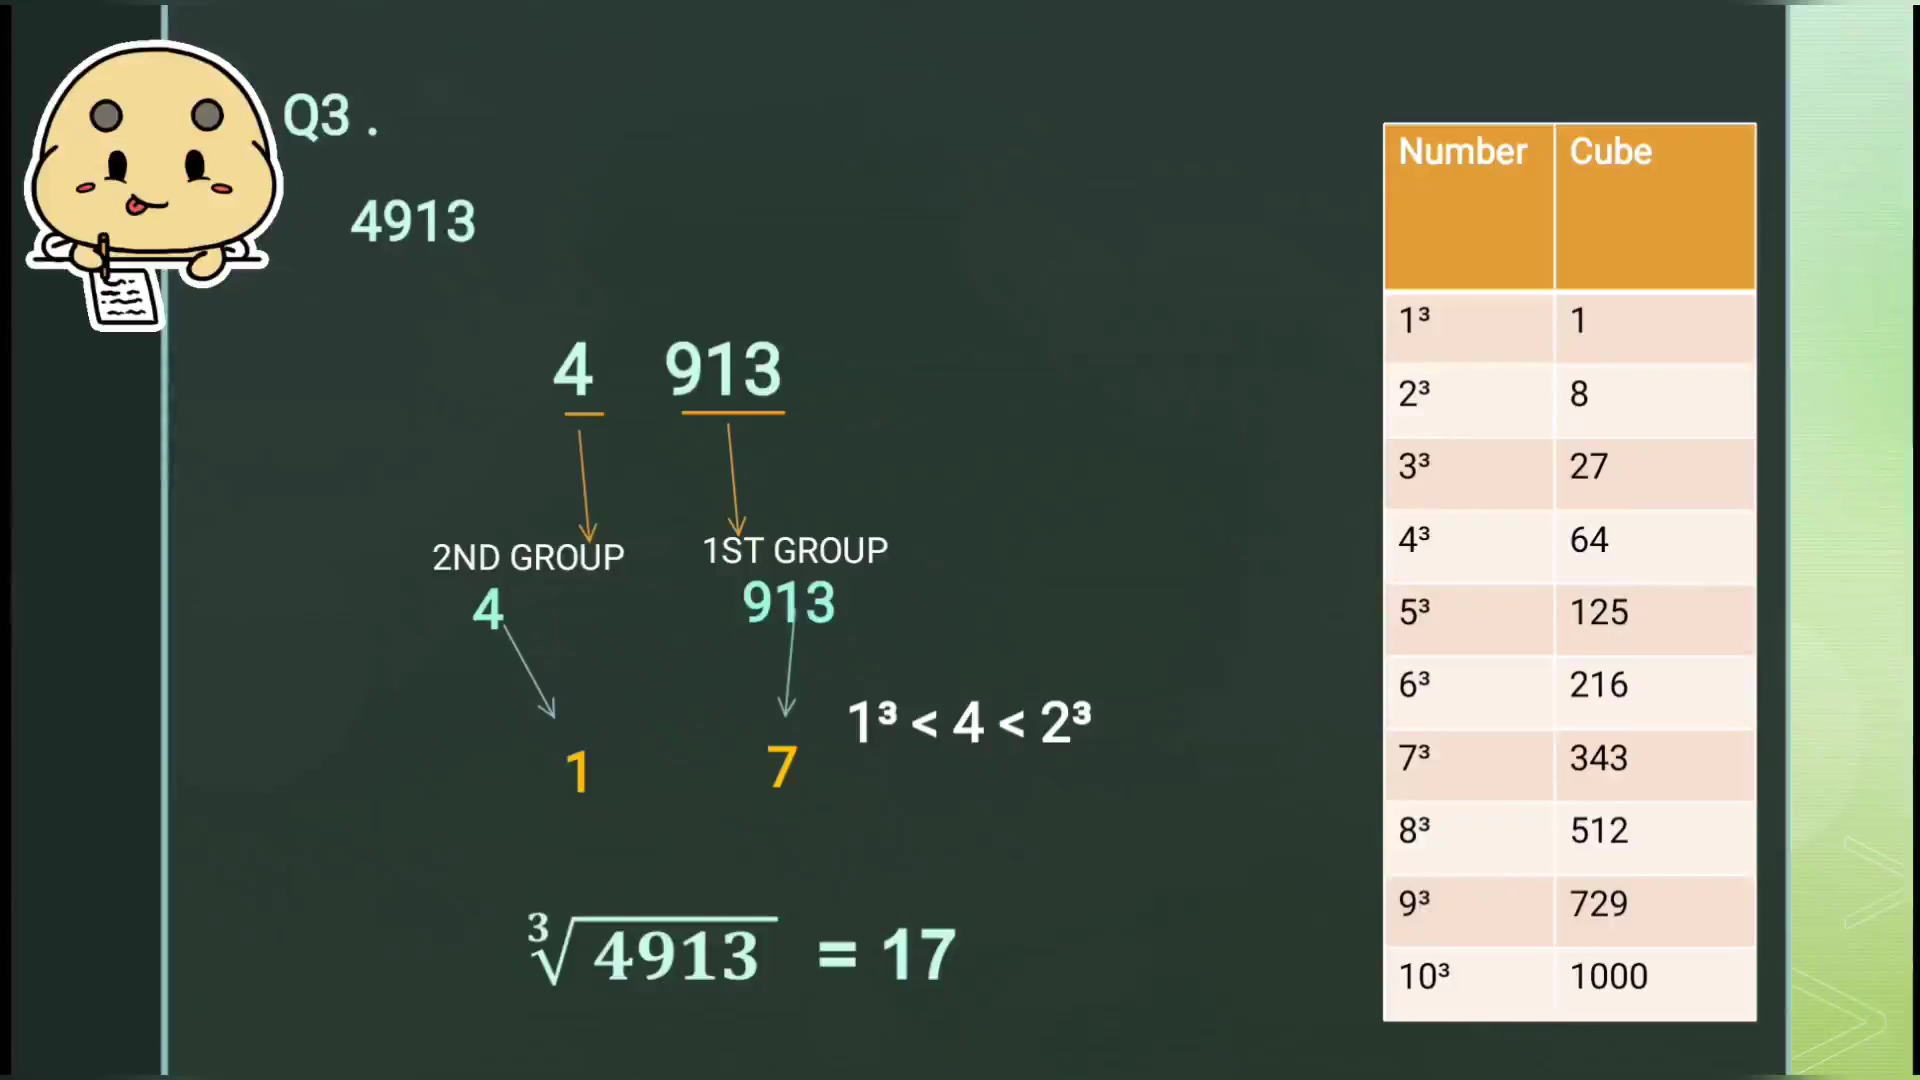 Q3 .
4913
4 913
2ND GROUP 1ST GROUP
4 913
1³ < 4 < 2³
1 7
3√4913 = 17
Number Cube
1³ 1
2³ 8
3³ 27
4³ 64
5³ 125
6³ 216
7³ 343
8³ 512
9³ 729
10³ 1000